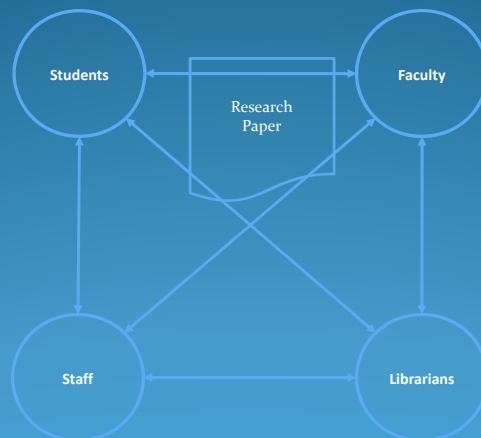 Students
Faculty
Research
Paper
Staff
Librarians